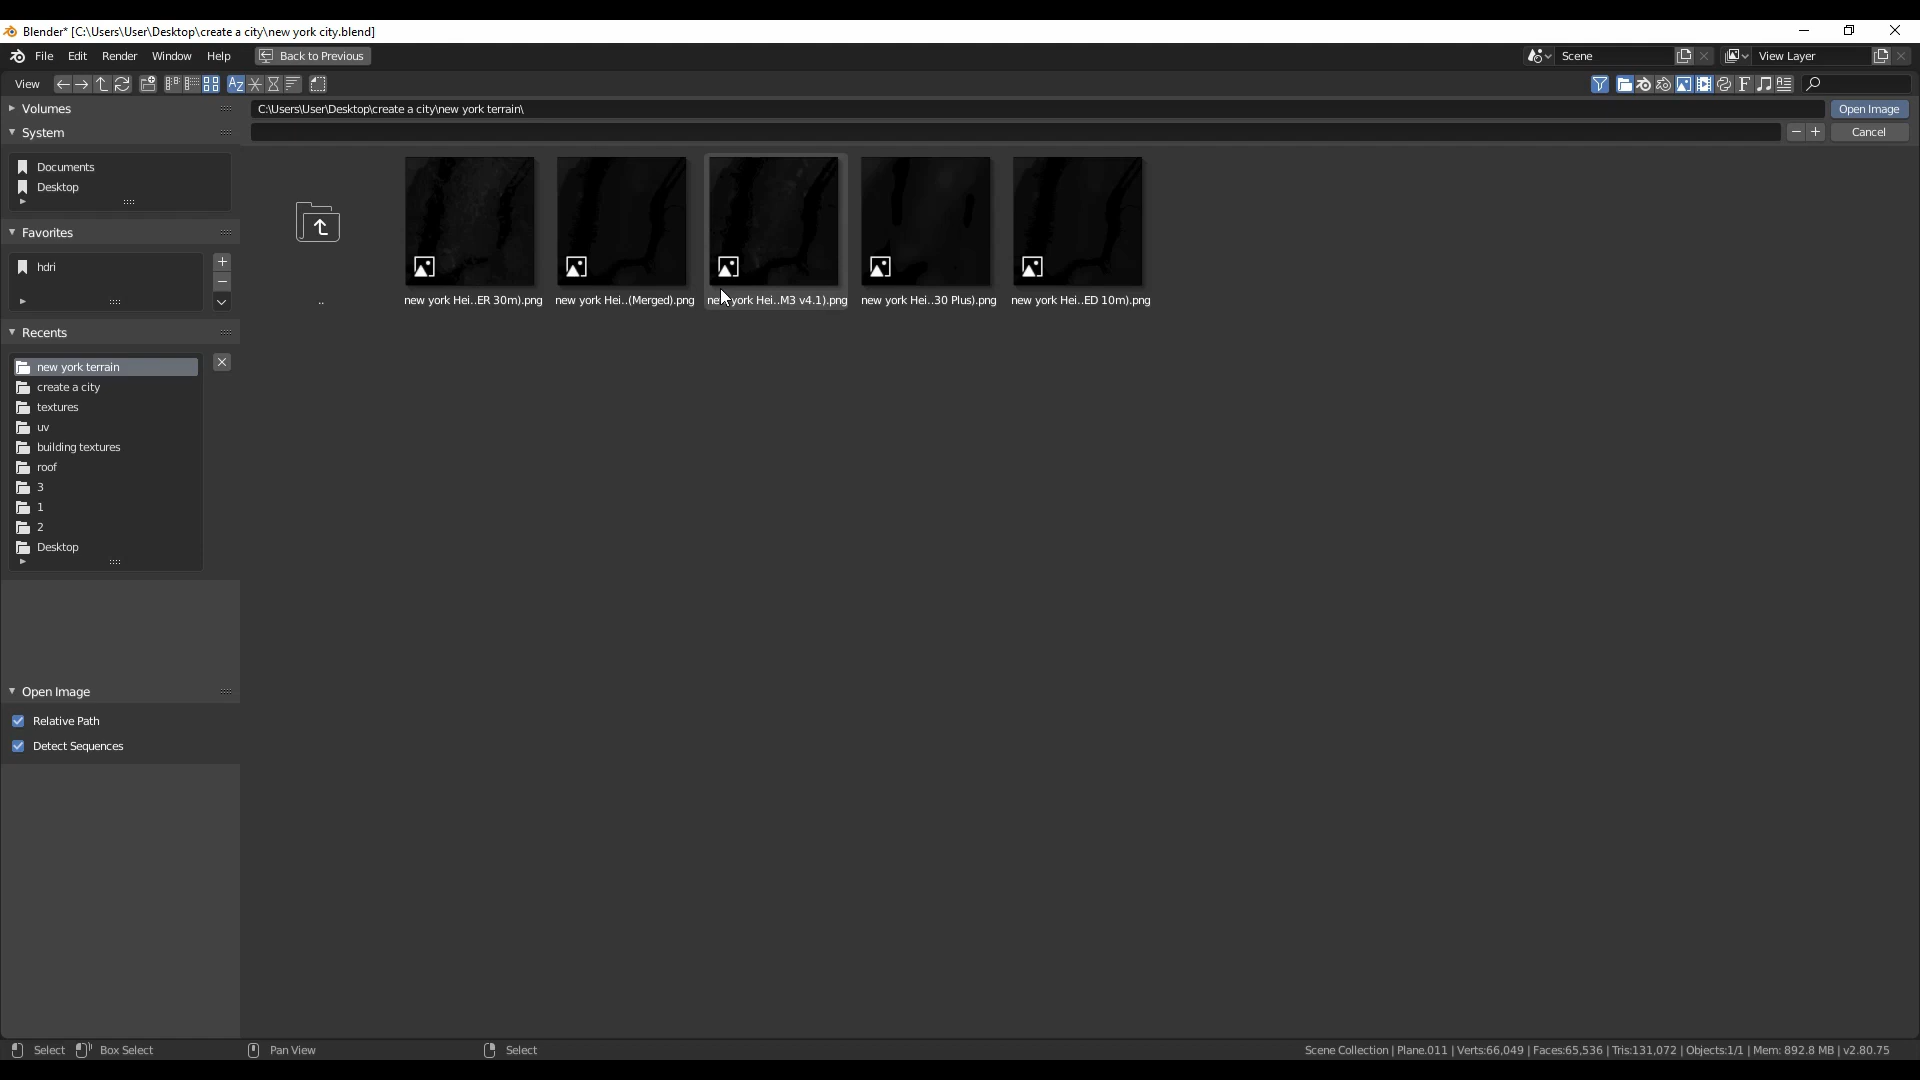 Blender* [C:\Users\User\Desktop\create a city\new york city.blend]
File Edit Render Window Help Back to Previous Scene View Layer
View
Volumes
C:\Users\User\Desktop\create a city\new york terrain\
Open Image
System
Cancel
Documents
Desktop
Favorites
hdri
..
new york Hei..ER 30m).png
new york Hei..(Merged).png
new york Hei..M3 v4.1).png
new york Hei..30 Plus).png
new york Hei..ED 10m).png
Recents
new york terrain
create a city
textures
uv
building textures
roof
3
1
2
Desktop
Open Image
Relative Path
Detect Sequences
Select Box Select Pan View Select
Scene Collection | Plane.011 | Verts:66,049 | Faces:65,536 | Tris:131,072 | Objects:1/1 | Mem: 892.8 MB | v2.80.75